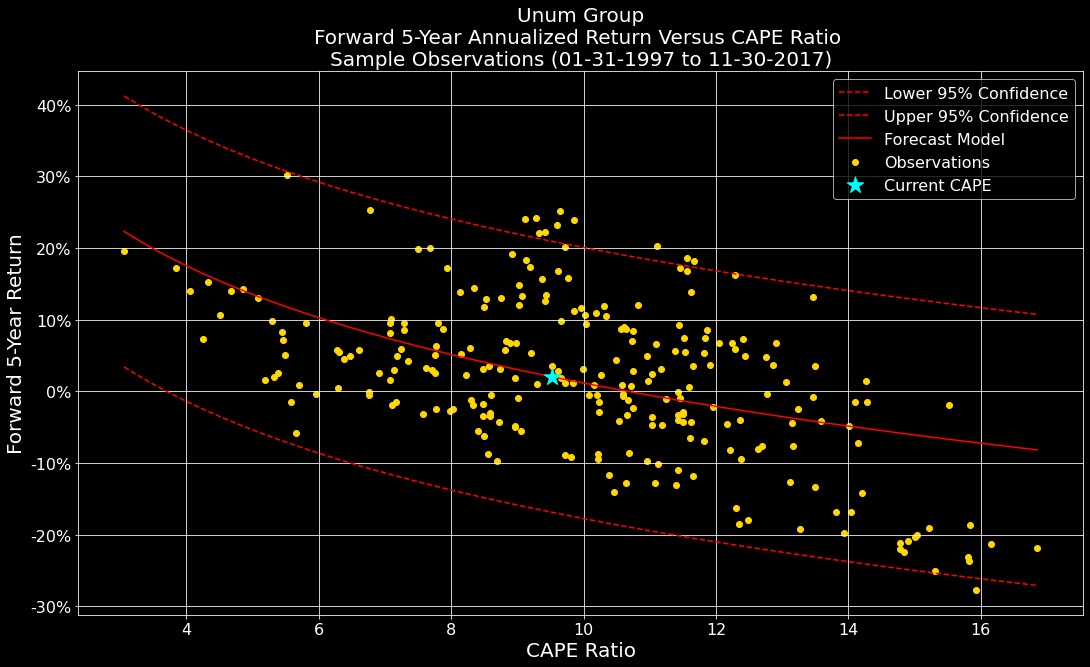 Unum Group
Forward 5-Year Annualized Return Versus CAPE Ratio
Sample Observations (01-31-1997 to 11-30-2017)
Lower 95% Confidence
Upper 95% Confidence
Forecast Model
Observations
Current CAPE
Forward 5-Year Return
40%
30%
20%
10%
0%
-10%
-20%
-30%
4 6 8 10 12 14 16
CAPE Ratio